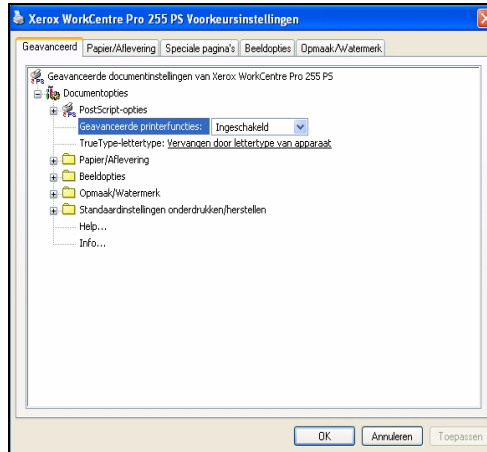 Xerox WorkCentre Pro 255 PS Voorkeursinstellingen
Geavanceerd Papier/Aflevering Speciale pagina's Beeldopties Opmaak/Watermerk
Geavanceerde documentinstellingen van Xerox WorkCentre Pro 255 PS
Documentopties
PostScript-opties
Geavanceerde printerfuncties: Ingeschakeld
TrueType-lettertype: Vervangen door lettertype van apparaat
Papier/Aflevering
Beeldopties
Opmaak/Watermerk
Standaardinstellingen onderdrukken/herstellen
Help...
Info...
OK Annuleren Toepassen